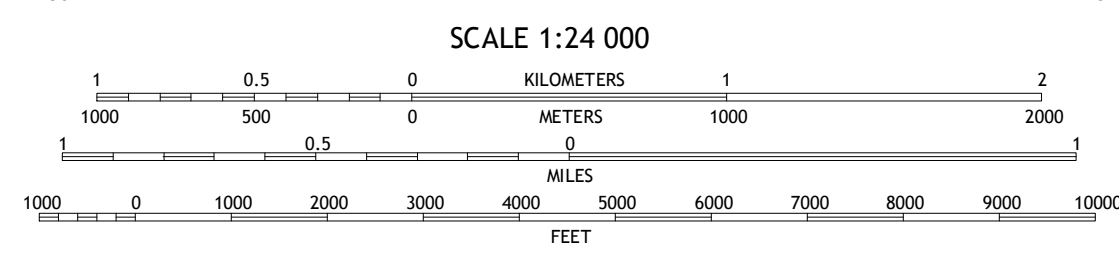 SCALE 1:24 000
1 0.5 0 KILOMETERS 1 2
1000 500 0 METERS 1000 2000
1 0.5 0 1
MILES
1000 0 1000 2000 3000 4000 5000 6000 7000 8000 9000 10000
FEET